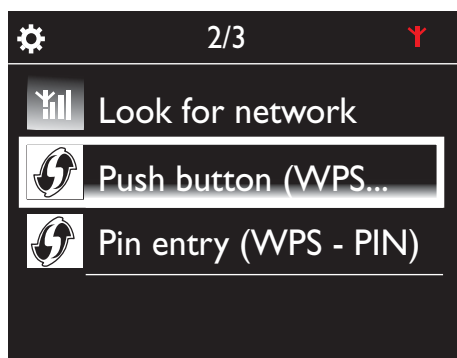 2/3
Look for network
Push button (WPS...
Pin entry (WPS - PIN)